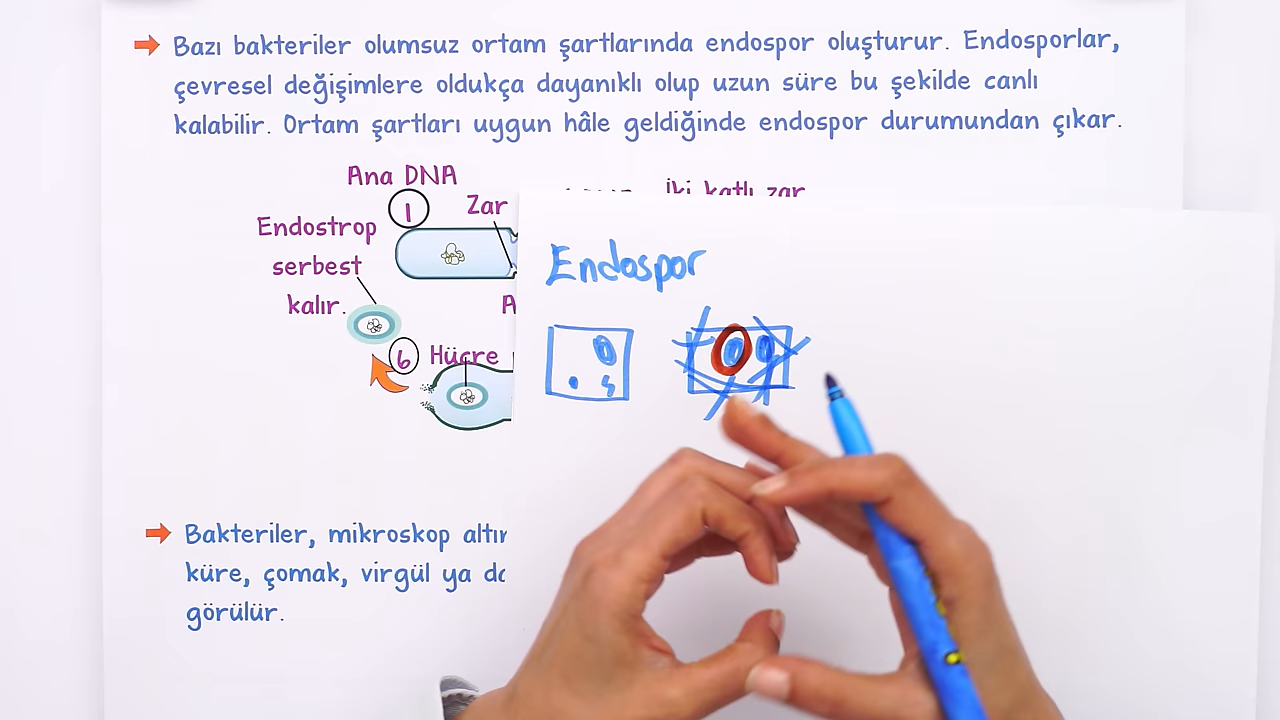 Bazı bakteriler olumsuz ortam şartlarında endospor oluşturur. Endosporlar,
çevresel değişimlere oldukça dayanıklı olup uzun süre bu şekilde canlı
kalabilir. Ortam şartları uygun hâle geldiğinde endospor durumundan çıkar.
Ana DNA
1
Zar
İki katlı zar
Endostrop
serbest
kalır.
Endospor
A
6
Hücre
Bakteriler, mikroskop altın
küre, çomak, virgül ya da
görülür.